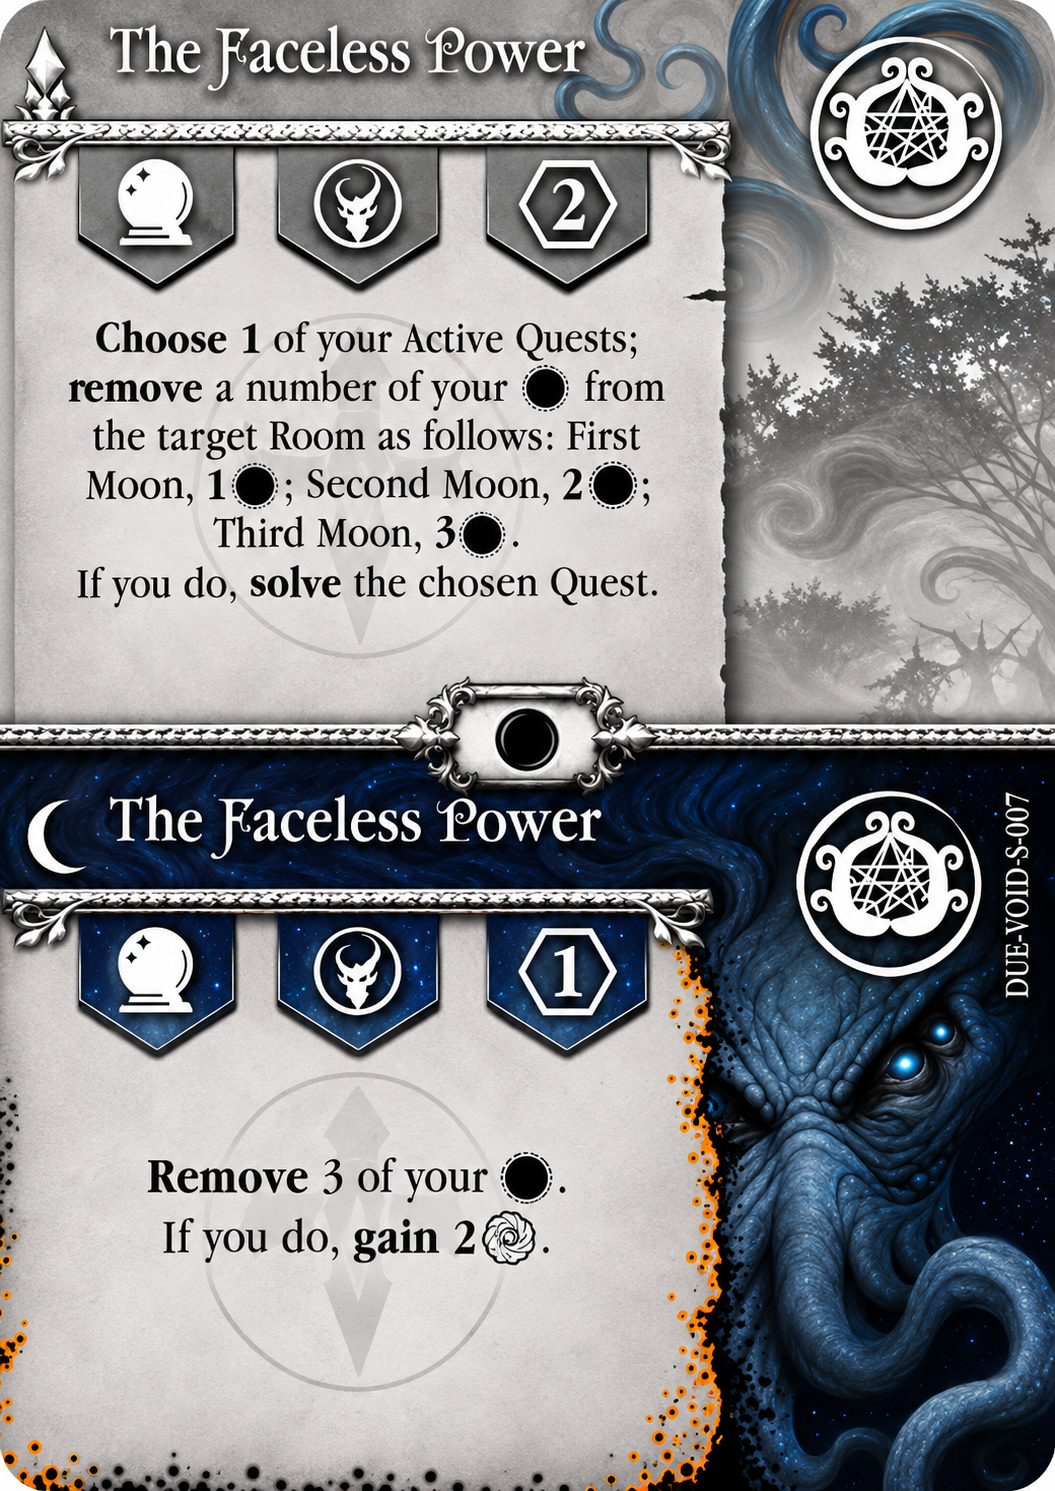 The Faceless Power
2
Choose 1 of your Active Quests;
remove a number of your from
the target Room as follows: First
Moon, 1; Second Moon, 2;
Third Moon, 3.
If you do, solve the chosen Quest.
The Faceless Power
DUE-VOID-S-007
1
Remove 3 of your.
If you do, gain 2.